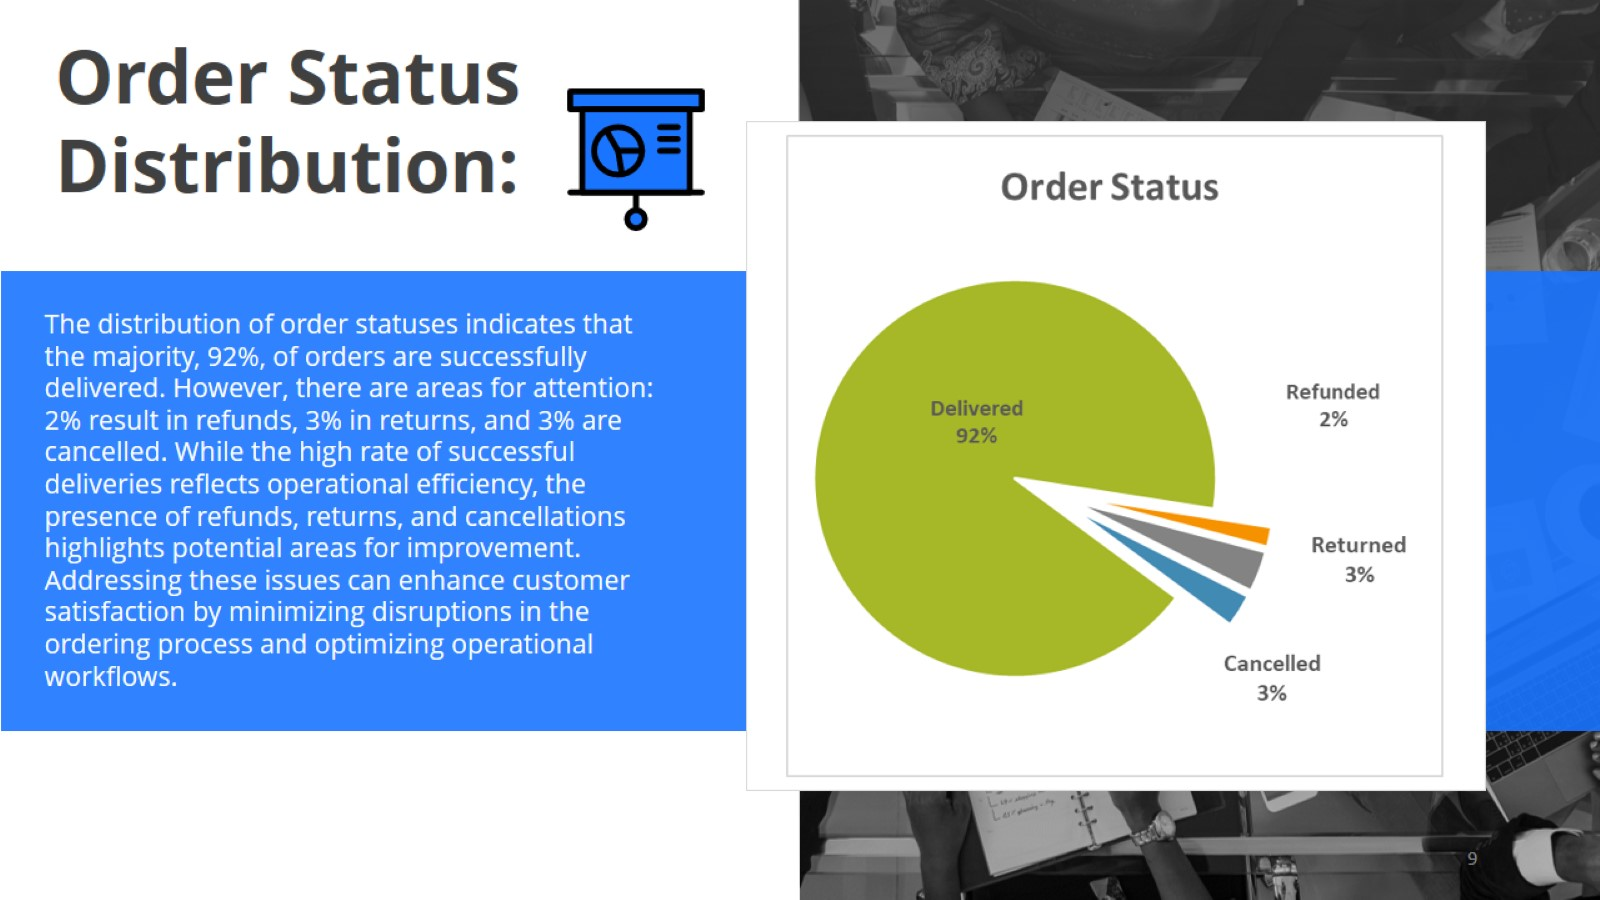 Order Status
Distribution:
The distribution of order statuses indicates that
the majority, 92%, of orders are successfully
delivered. However, there are areas for attention:
2% result in refunds, 3% in returns, and 3% are
cancelled. While the high rate of successful
deliveries reflects operational efficiency, the
presence of refunds, returns, and cancellations
highlights potential areas for improvement.
Addressing these issues can enhance customer
satisfaction by minimizing disruptions in the
ordering process and optimizing operational
workflows.
Order Status
Delivered
92%
Refunded
2%
Returned
3%
Cancelled
3%
9